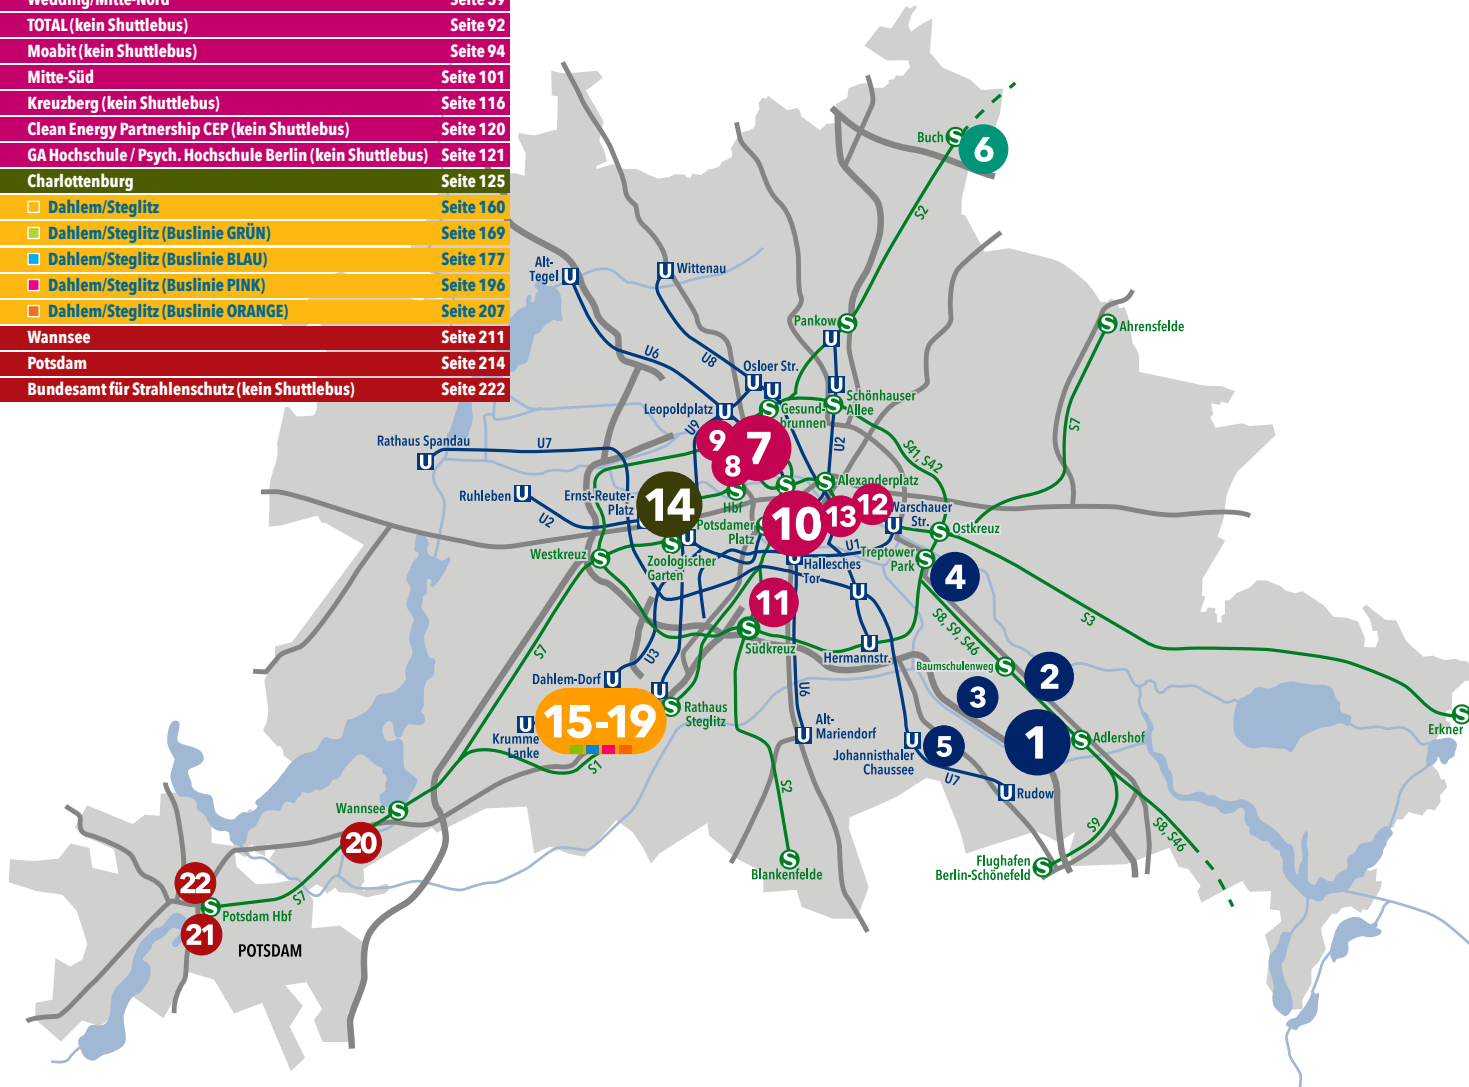 Wedding/Mitte-Nord Seite 59
TOTAL (kein Shuttlebus) Seite 92
Moabit (kein Shuttlebus) Seite 94
Mitte-Süd Seite 101
Kreuzberg (kein Shuttlebus) Seite 116
Clean Energy Partnership CEP (kein Shuttlebus) Seite 120
GA Hochschule / Psych. Hochschule Berlin (kein Shuttlebus) Seite 121
Charlottenburg Seite 125
Dahlem/Steglitz Seite 160
Dahlem/Steglitz (Buslinie GRÜN) Seite 169
Dahlem/Steglitz (Buslinie BLAU) Seite 177
Dahlem/Steglitz (Buslinie PINK) Seite 196
Dahlem/Steglitz (Buslinie ORANGE) Seite 207
Wannsee Seite 211
Potsdam Seite 214
Bundesamt für Strahlenschutz (kein Shuttlebus) Seite 222
Buch S
6
S2
Alt-
Tegel U
U Wittenau
Pankow S
U
S Ahrensfelde
U6
U8
Osloer Str.
U U
U
Schönhauser
S Allee
Leopoldplatz U
S Gesund-
brunnen
S7
U9
9
7
8
U2
S41, S42
Rathaus Spandau
U
U7
Ruhleben U
U2
Ernst-Reuter-
Platz
14
S
Hbf
S
S Alexanderplatz
Potsdamer
Platz
10
13
12
Warschauer
Str.
U
S Ostkreuz
U1
Westkreuz S
S U
Zoologischer
Garten
U Hallesches
Tor
Treptower
Park S
4
11
U
S8, S9, S46
S3
S7
S
Südkreuz
U
Hermannstr.
U3
Baumschulenweg S
2
3
Dahlem-Dorf U
U
U6
15-19
S Rathaus
Steglitz
U
Krumme
Lanke
S1
U Alt-
Mariendorf
U
Johannisthaler
Chaussee
5
1
S Adlershof
S
Erkner
U7
U Rudow
S2
Wannsee S
20
S9
S8, S46
S
Blankenfelde
Flughafen
Berlin-Schönefeld S
22
S7
S
Potsdam Hbf
21
POTSDAM